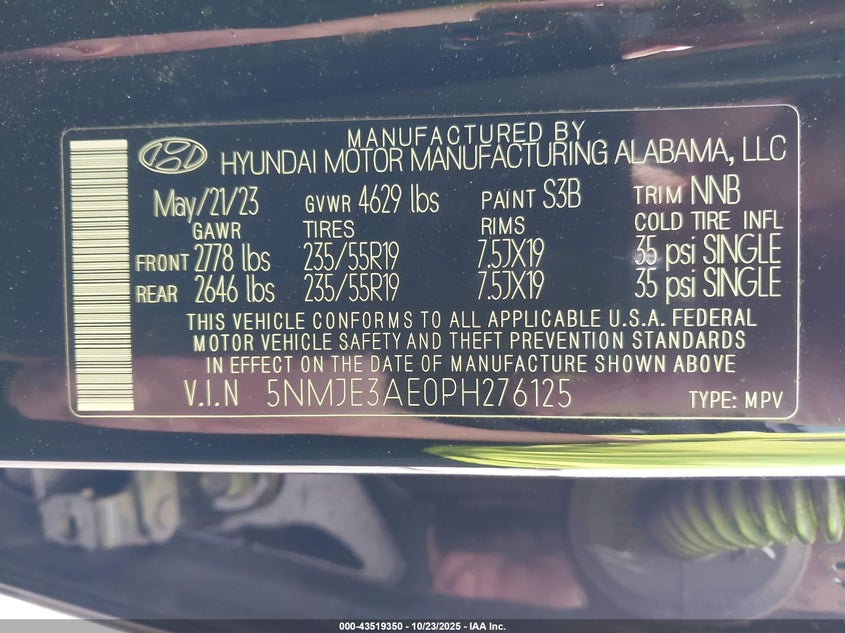 MANUFACTURED BY
HYUNDAI MOTOR MANUFACTURING ALABAMA, LLC
May/21/23 GVWR 4629 lbs PAINT S3B TRIM NNB
GAWR TIRES RIMS COLD TIRE INFL
FRONT 2778 lbs 235/55R19 7.5JX19 35 psi SINGLE
REAR 2646 lbs 235/55R19 7.5JX19 35 psi SINGLE
THIS VEHICLE CONFORMS TO ALL APPLICABLE U.S.A. FEDERAL
MOTOR VEHICLE SAFETY AND THEFT PREVENTION STANDARDS
IN EFFECT ON THE DATE OF MANUFACTURE SHOWN ABOVE
V.I.N 5NMJE3AE0PH276125 TYPE: MPV
000-43519350 | 10/23/2025 - IAA Inc.